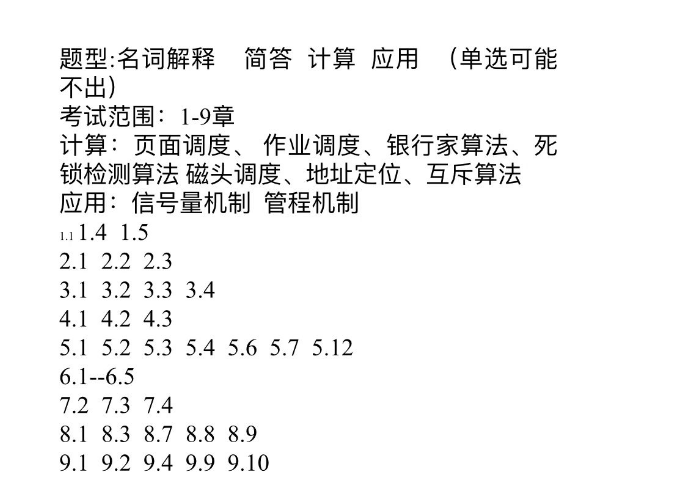 题型:名词解释 简答 计算 应用 （单选可能
不出）
考试范围：1-9章
计算：页面调度、 作业调度、银行家算法、死
锁检测算法 磁头调度、地址定位、互斥算法
应用：信号量机制 管程机制
1.1 1.4 1.5
2.1 2.2 2.3
3.1 3.2 3.3 3.4
4.1 4.2 4.3
5.1 5.2 5.3 5.4 5.6 5.7 5.12
6.1--6.5
7.2 7.3 7.4
8.1 8.3 8.7 8.8 8.9
9.1 9.2 9.4 9.9 9.10